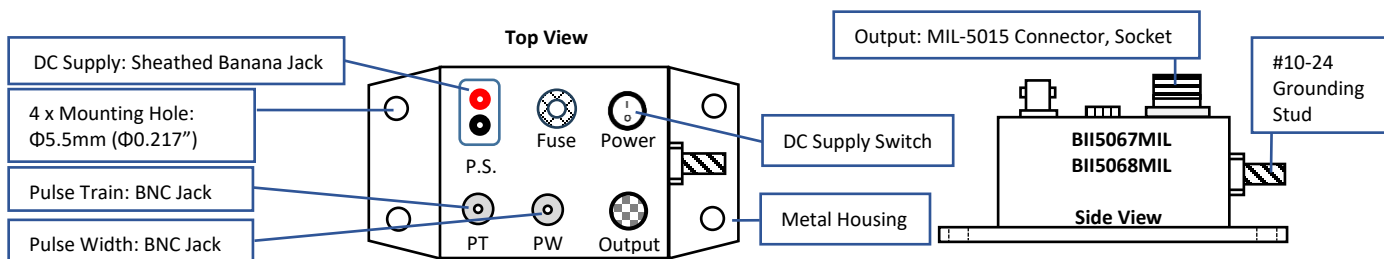 Top View
DC Supply: Sheathed Banana Jack
4 x Mounting Hole:
Φ5.5mm (Φ0.217”)
Pulse Train: BNC Jack
Pulse Width: BNC Jack
P.S.
Fuse
I
O
Power
PT
PW
Output
DC Supply Switch
Metal Housing
Output: MIL-5015 Connector, Socket
#10-24
Grounding
Stud
BII5067MIL
BII5068MIL
Side View